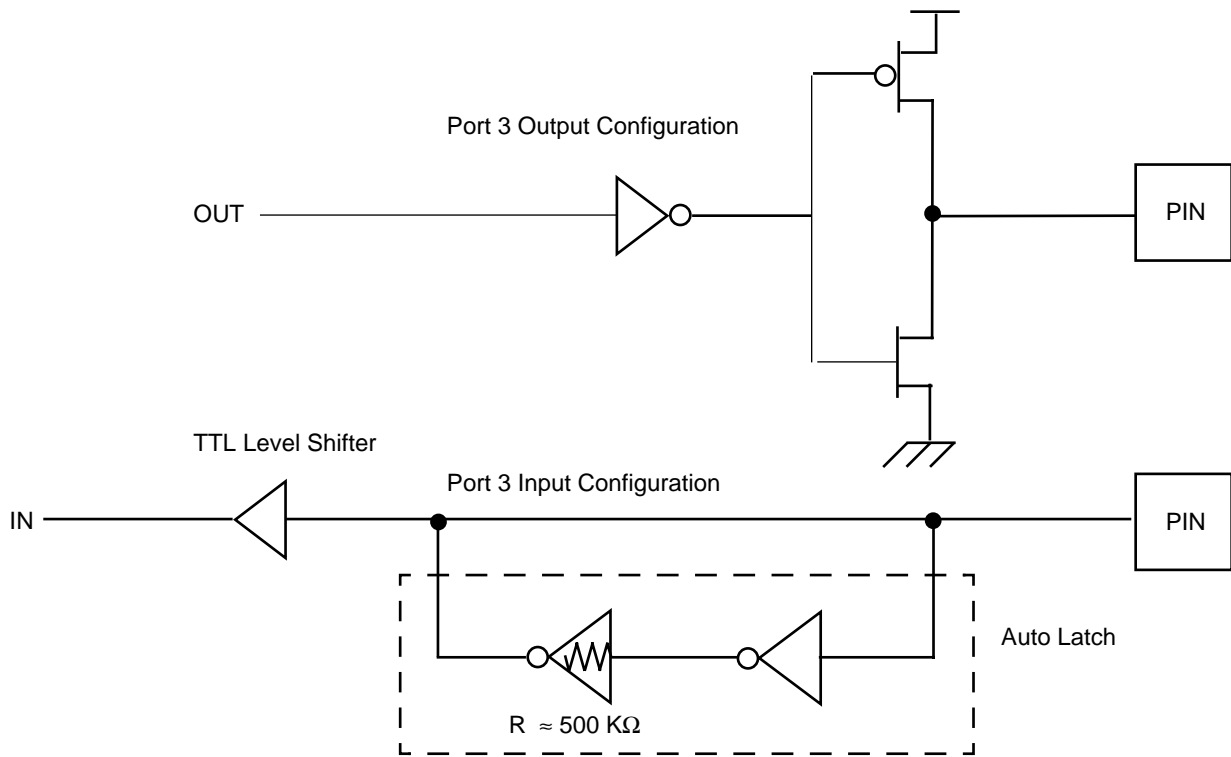 Port 3 Output Configuration
OUT
PIN
TTL Level Shifter
Port 3 Input Configuration
IN
PIN
Auto Latch
R ≈ 500 KΩ